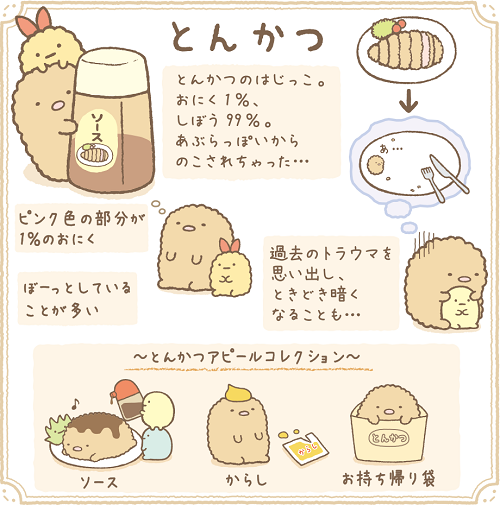 とんかつ
とんかつのはじっこ。
おにく1%、
しぼう99%。
あぶらっぽいから
のこされちゃった…
ソース
あ…
ピンク色の部分が
1%のおにく
ぼーっとしている
ことが多い
過去のトラウマを
思い出し、
ときどき暗く
なることも…
～とんかつアピールコレクション～
♪
からし
とんかつ
ソース
からし
お持ち帰り袋